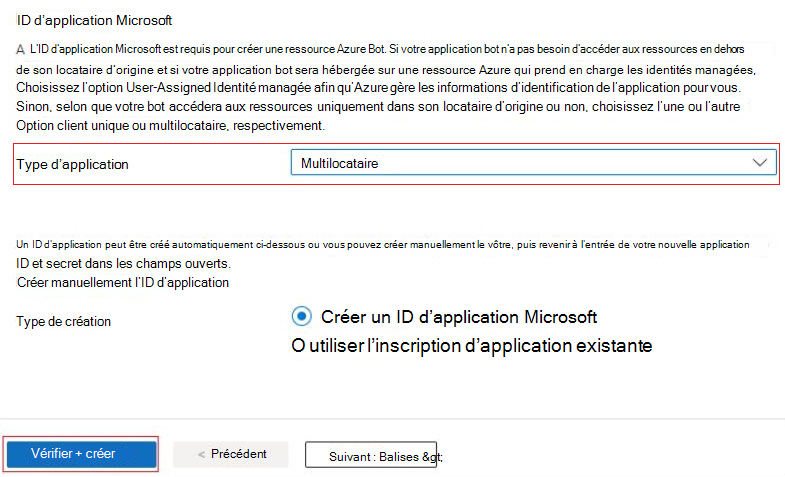 ID d'application Microsoft
A L'ID d'application Microsoft est requis pour créer une ressource Azure Bot. Si votre application bot n'a pas besoin d'accéder aux ressources en dehors
de son locataire d'origine et si votre application bot sera hébergée sur une ressource Azure qui prend en charge les identités managées,
Choisissez l'option User-Assigned Identité managée afin qu'Azure gère les informations d'identification de l'application pour vous.
Sinon, selon que votre bot accédera aux ressources uniquement dans son locataire d'origine ou non, choisissez l'une ou l'autre
Option client unique ou multilocataire, respectivement.
Type d'application
Multilocataire
Un ID d'application peut être créé automatiquement ci-dessous ou vous pouvez créer manuellement le vôtre, puis revenir à l'entrée de votre nouvelle application
ID et secret dans les champs ouverts.
Créer manuellement l'ID d'application
Type de création
Créer un ID d'application Microsoft
O utiliser l'inscription d'application existante
Vérifier + créer
< Précédent
Suivant : Balises &gt;